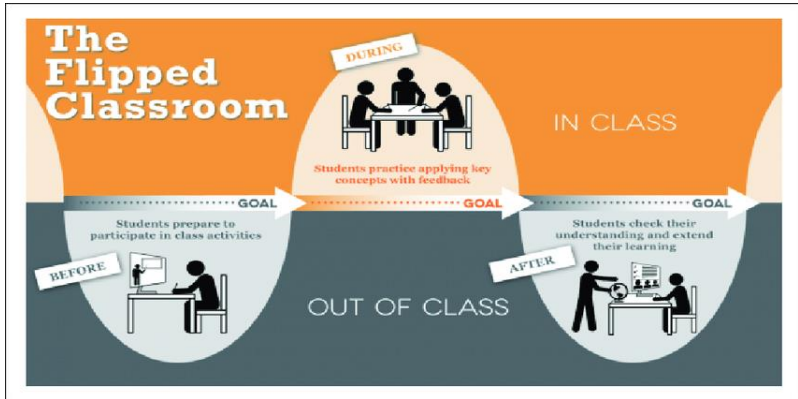 The
Flipped
Classroom
DURING
IN CLASS
Students practice applying key
concepts with feedback
GOAL
GOAL
GOAL
Students prepare to
participate in class activities
BEFORE
Students check their
understanding and extend
their learning
AFTER
OUT OF CLASS